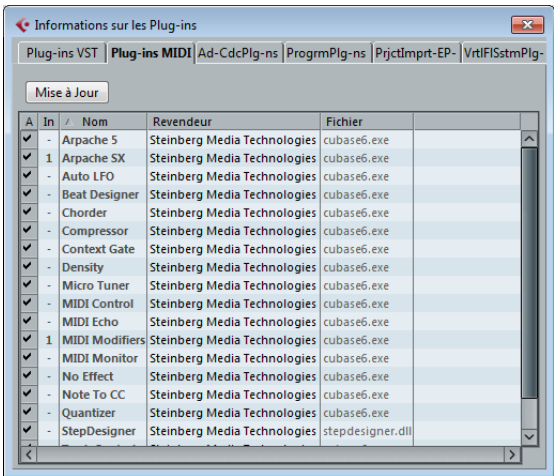 Informations sur les Plug-ins
Plug-ins VST Plug-ins MIDI Ad-CdcPlg-ns ProgrmPlg-ns PrjctImprt-EP- VrtlFlSstmPlg-
Mise à Jour
A In Nom Revendeur Fichier
- Arpache 5 Steinberg Media Technologies cubase6.exe
1 Arpache SX Steinberg Media Technologies cubase6.exe
- Auto LFO Steinberg Media Technologies cubase6.exe
- Beat Designer Steinberg Media Technologies cubase6.exe
- Chorder Steinberg Media Technologies cubase6.exe
- Compressor Steinberg Media Technologies cubase6.exe
- Context Gate Steinberg Media Technologies cubase6.exe
- Density Steinberg Media Technologies cubase6.exe
- Micro Tuner Steinberg Media Technologies cubase6.exe
- MIDI Control Steinberg Media Technologies cubase6.exe
- MIDI Echo Steinberg Media Technologies cubase6.exe
1 MIDI Modifiers Steinberg Media Technologies cubase6.exe
- MIDI Monitor Steinberg Media Technologies cubase6.exe
- No Effect Steinberg Media Technologies cubase6.exe
- Note To CC Steinberg Media Technologies cubase6.exe
- Quantizer Steinberg Media Technologies cubase6.exe
- StepDesigner Steinberg Media Technologies stepdesigner.dll